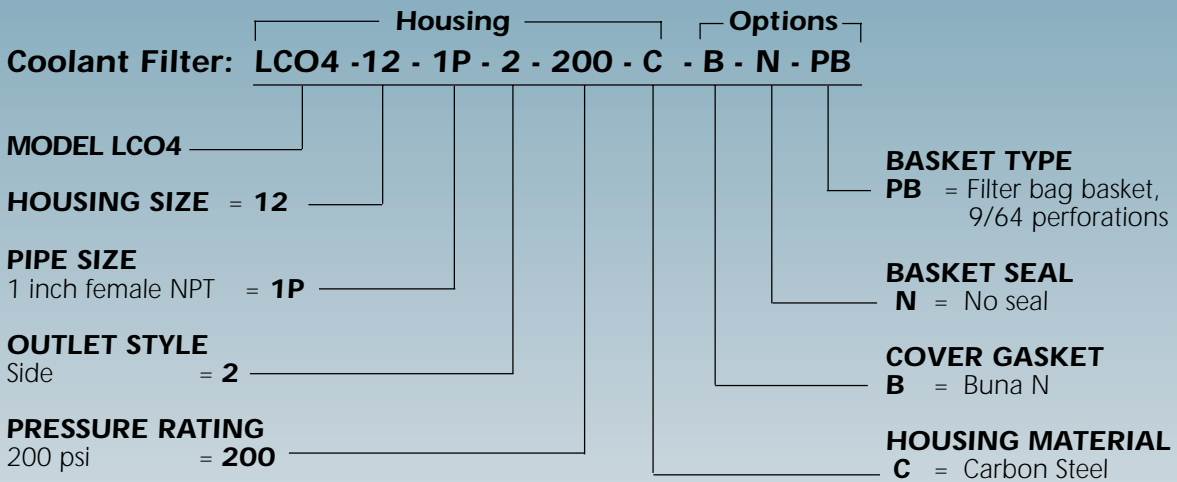 Housing
Options
Coolant Filter: LCO4 -12 - 1P - 2 - 200 - C - B - N - PB
MODEL LCO4
HOUSING SIZE = 12
PIPE SIZE
1 inch female NPT = 1P
OUTLET STYLE
Side = 2
PRESSURE RATING
200 psi = 200
BASKET TYPE
PB = Filter bag basket,
9/64 perforations
BASKET SEAL
N = No seal
COVER GASKET
B = Buna N
HOUSING MATERIAL
C = Carbon Steel